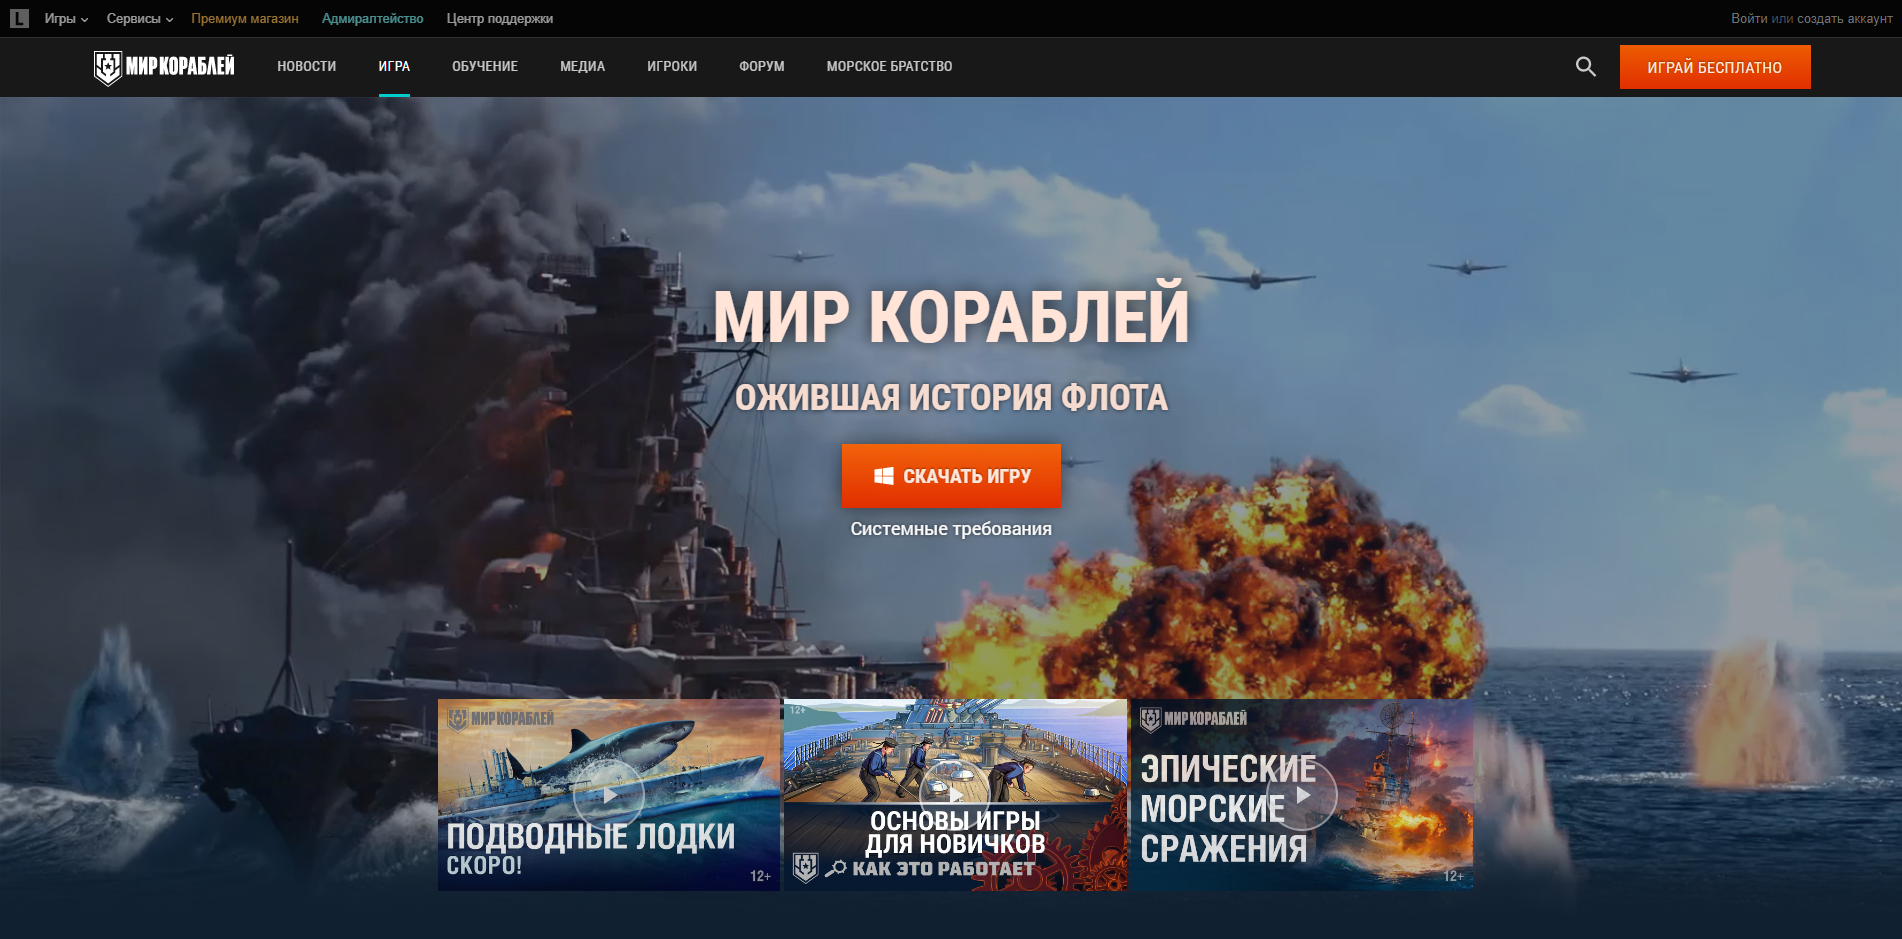 L Игры Сервисы Премиум магазин Адмиралтейство Центр поддержки Войти или создать аккаунт
МИР КОРАБЛЕЙ НОВОСТИ ИГРА ОБУЧЕНИЕ МЕДИА ИГРОКИ ФОРУМ МОРСКОЕ БРАТСТВО ИГРАЙ БЕСПЛАТНО
МИР КОРАБЛЕЙ
ОЖИВШАЯ ИСТОРИЯ ФЛОТА
СКАЧАТЬ ИГРУ
Системные требования
МИР КОРАБЛЕЙ
ПОДВОДНЫЕ ЛОДКИ
СКОРО!
12+
12+
ОСНОВЫ ИГРЫ
ДЛЯ НОВИЧКОВ
КАК ЭТО РАБОТАЕТ
МИР КОРАБЛЕЙ
ЭПИЧЕСКИЕ
МОРСКИЕ
СРАЖЕНИЯ
12+